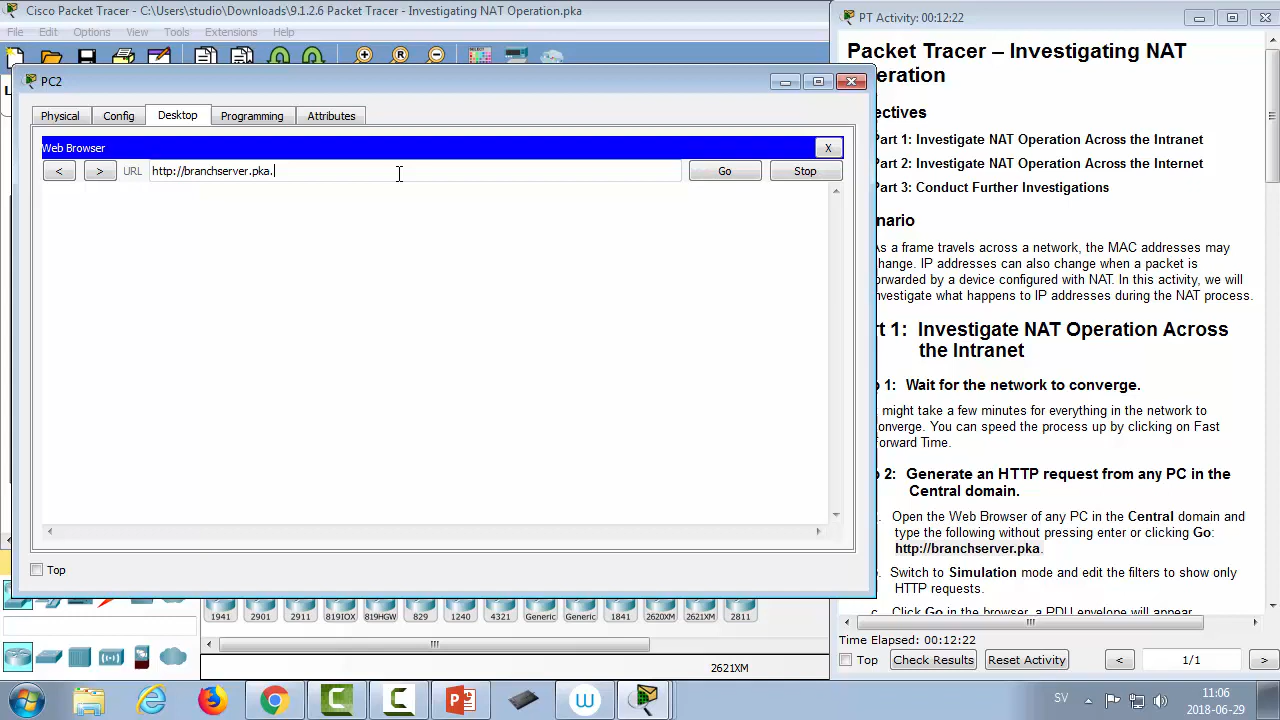 Cisco Packet Tracer - C:\Users\studio\Downloads\9.1.2.6 Packet Tracer - Investigating NAT Operation.pka
File Edit Options View Tools Extensions Help
PC2
Physical Config Desktop Programming Attributes
Web Browser X
< > URL http://branchserver.pka. Go Stop
Top
1941 2901 2911 819IOX 819HGW 829 1240 4321 Generic Generic 1841 2620XM 2621XM 2811
2621XM
PT Activity: 00:12:22
Packet Tracer – Investigating NAT
eration
ectives
art 1: Investigate NAT Operation Across the Intranet
art 2: Investigate NAT Operation Across the Internet
art 3: Conduct Further Investigations
nario
As a frame travels across a network, the MAC addresses may
hange. IP addresses can also change when a packet is
orwarded by a device configured with NAT. In this activity, we will
nvestigate what happens to IP addresses during the NAT process.
rt 1: Investigate NAT Operation Across
the Intranet
1: Wait for the network to converge.
might take a few minutes for everything in the network to
onverge. You can speed the process up by clicking on Fast
orward Time.
2: Generate an HTTP request from any PC in the
Central domain.
Open the Web Browser of any PC in the Central domain and
type the following without pressing enter or clicking Go:
http://branchserver.pka.
Switch to Simulation mode and edit the filters to show only
HTTP requests.
Click Go in the browser, a PDU envelope will appear
Time Elapsed: 00:12:22
Top Check Results Reset Activity < 1/1 >
SV 11:06
2018-06-29